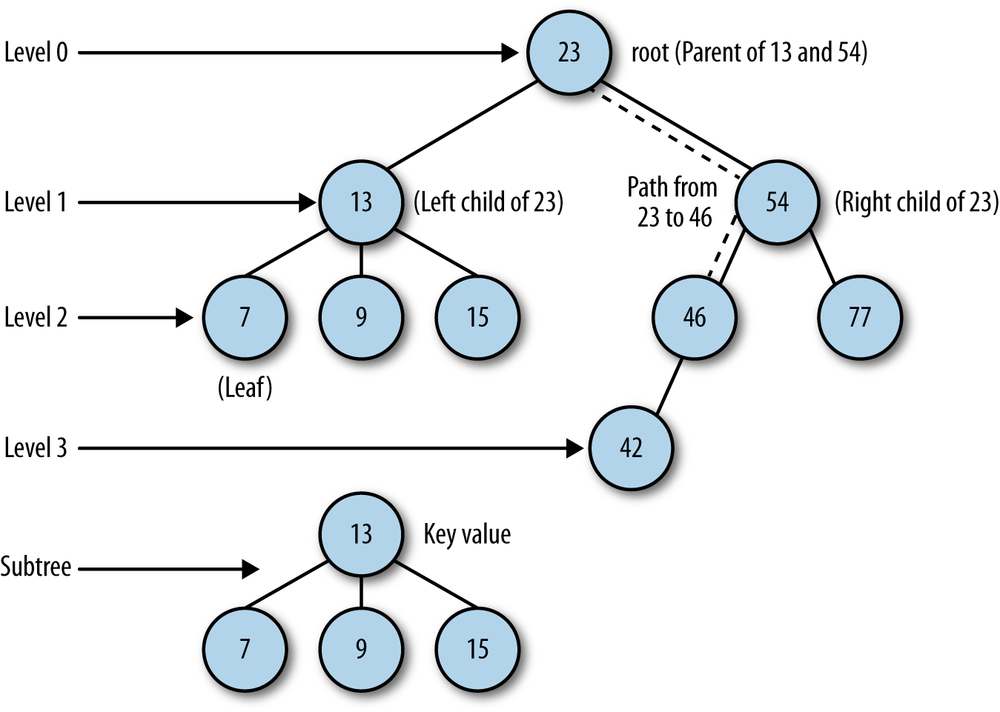 Level 0
23
root (Parent of 13 and 54)
Level 1
13
(Left child of 23)
Path from
23 to 46
54
(Right child of 23)
Level 2
7
9
15
46
77
(Leaf)
Level 3
42
13
Key value
Subtree
7
9
15